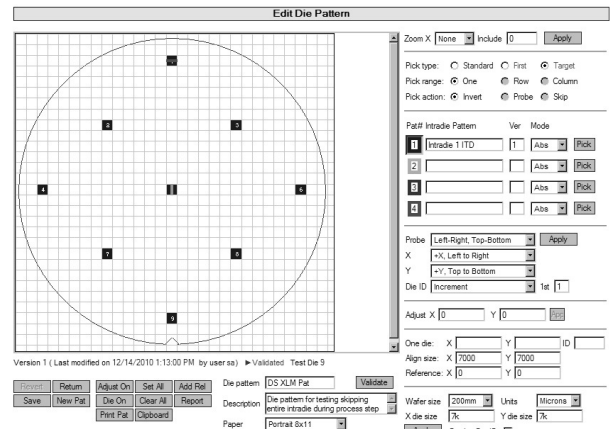 Edit Die Pattern
Zoom X None Include 0 Apply
Pick type: Standard First Target
Pick range: One Row Column
Pick action: Invert Probe Skip
Pat# Intradie Pattern Ver Mode
1 Intradie 1 ITD 1 Abs Pick
2 Abs Pick
3 Abs Pick
4 Abs Pick
2 3
4 6
7 8
9
Probe Left-Right, Top-Bottom Apply
X +X, Left to Right
Y +Y, Top to Bottom
Die ID Increment 1st 1
Adjust X 0 Y 0 App
One die: X Y ID
Align size: X 7000 Y 7000
Reference: X 0 Y 0
Wafer size 200mm Units Microns
X die size 7k Y die size 7k
Version 1 ( Last modified on 12/14/2010 1:13:00 PM by user sa) ►Validated Test Die 9
Revert Return Adjust On Set All Add Rel
Save New Pat Die On Clear All Report
Print Pat Clipboard
Die pattern DS XLM Pat Validate
Description Die pattern for testing skipping
entire intradie during process step
Paper Portrait 8x11